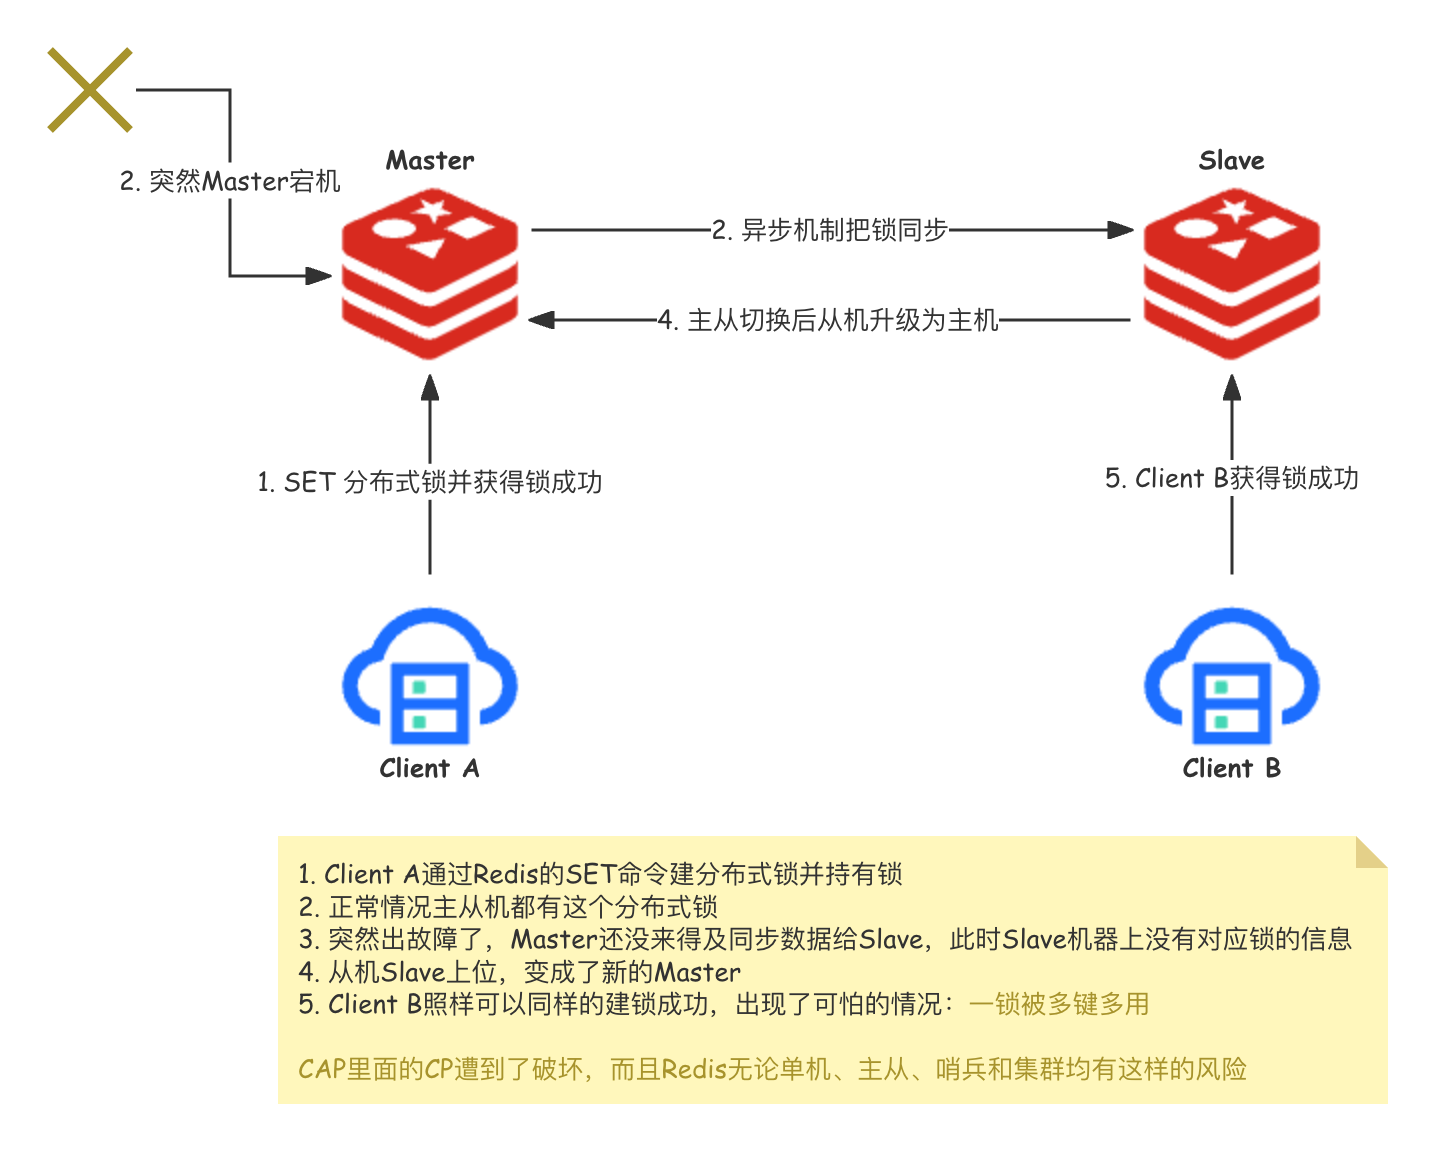 Master
Slave
2. 突然Master宕机
2. 异步机制把锁同步
4. 主从切换后从机升级为主机
1. SET 分布式锁并获得锁成功
5. Client B获得锁成功
Client A
Client B
1. Client A通过Redis的SET命令建分布式锁并持有锁
2. 正常情况主从机都有这个分布式锁
3. 突然出故障了，Master还没来得及同步数据给Slave，此时Slave机器上没有对应锁的信息
4. 从机Slave上位，变成了新的Master
5. Client B照样可以同样的建锁成功，出现了可怕的情况：一锁被多键多用
CAP里面的CP遭到了破坏，而且Redis无论单机、主从、哨兵和集群均有这样的风险